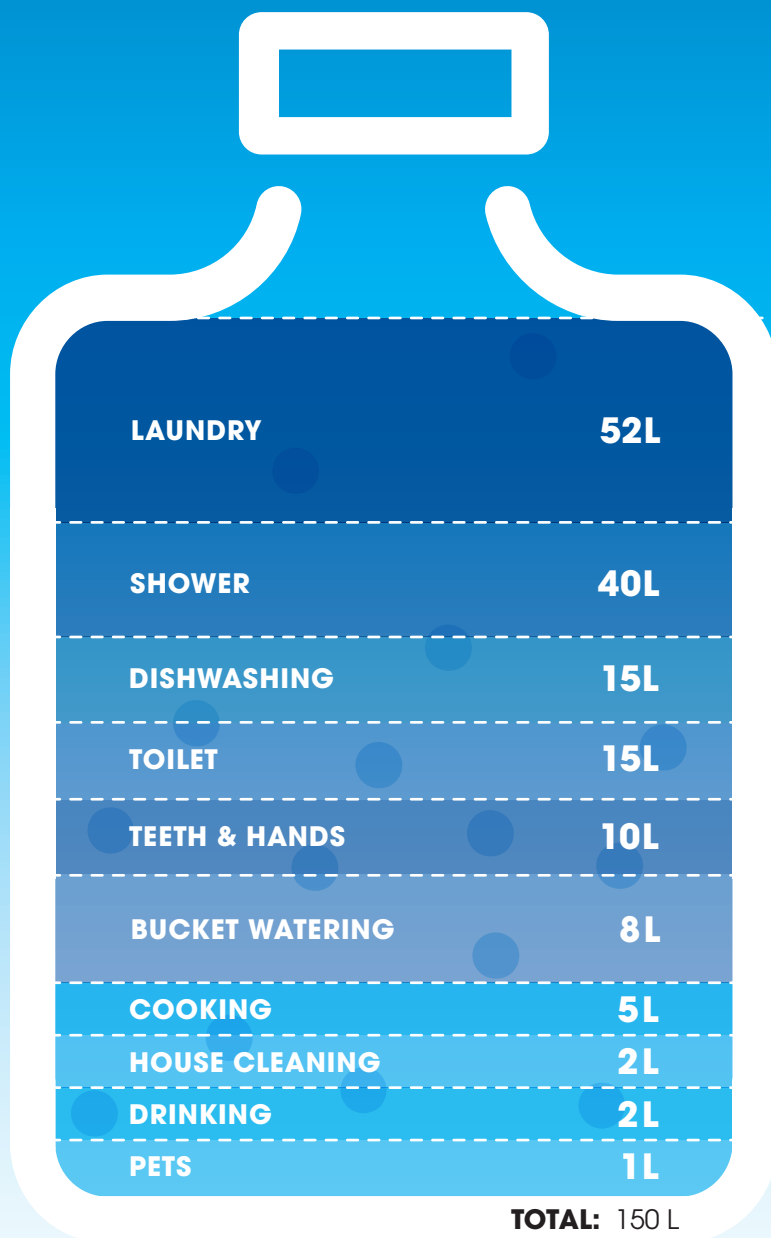 LAUNDRY 52L
SHOWER 40L
DISHWASHING 15L
TOILET 15L
TEETH & HANDS 10L
BUCKET WATERING 8L
COOKING 5L
HOUSE CLEANING 2L
DRINKING 2L
PETS 1L
TOTAL: 150 L